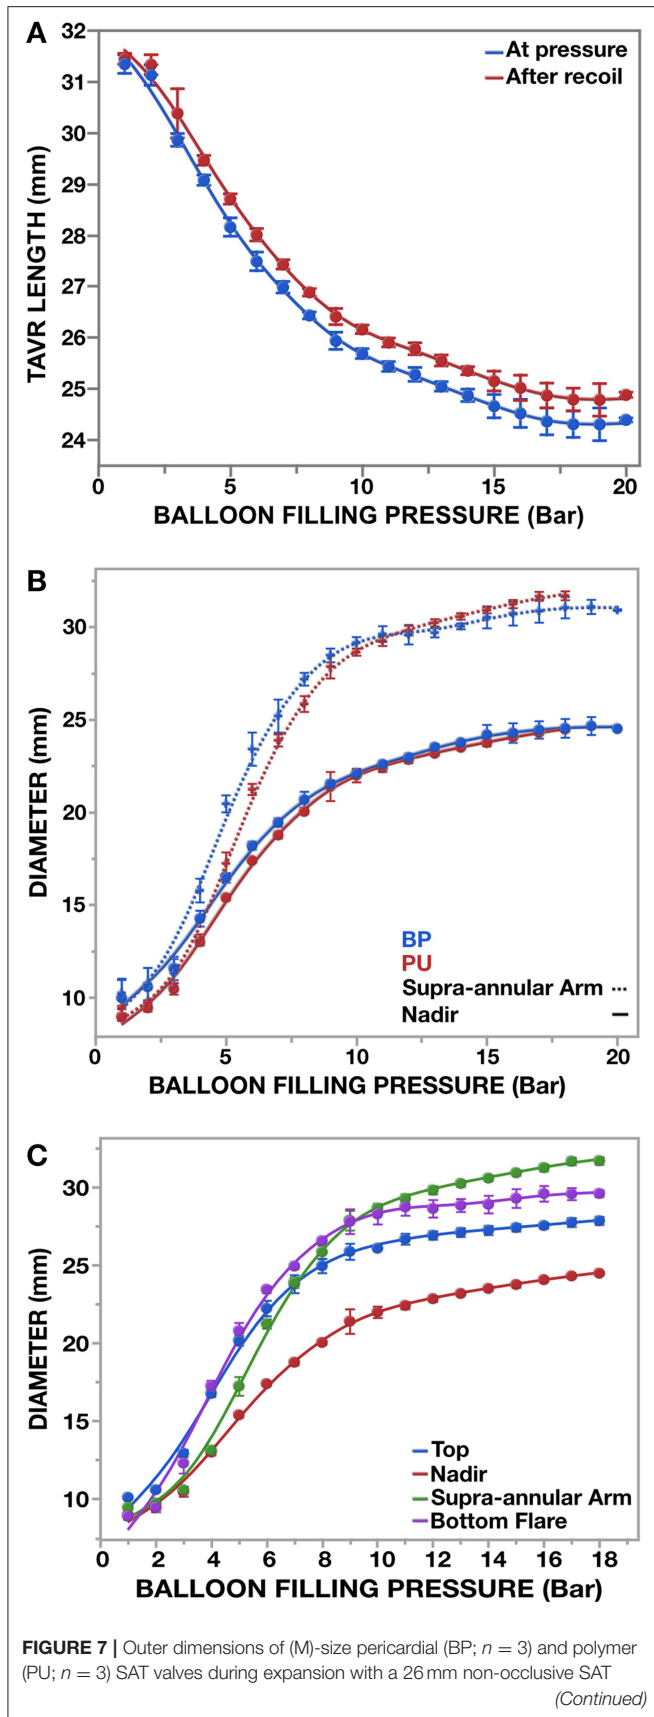 A
32
31
30
29
28
27
26
25
24
TAVR LENGTH (mm)
At pressure
After recoil
0 5 10 15 20
BALLOON FILLING PRESSURE (Bar)
B
30
25
20
15
10
DIAMETER (mm)
BP
PU
Supra-annular Arm
Nadir
0 5 10 15 20
BALLOON FILLING PRESSURE (Bar)
C
30
25
20
15
10
DIAMETER (mm)
Top
Nadir
Supra-annular Arm
Bottom Flare
0 2 4 6 8 10 12 14 16 18
BALLOON FILLING PRESSURE (Bar)
FIGURE 7 | Outer dimensions of (M)-size pericardial (BP; n = 3) and polymer
(PU; n = 3) SAT valves during expansion with a 26 mm non-occlusive SAT
(Continued)